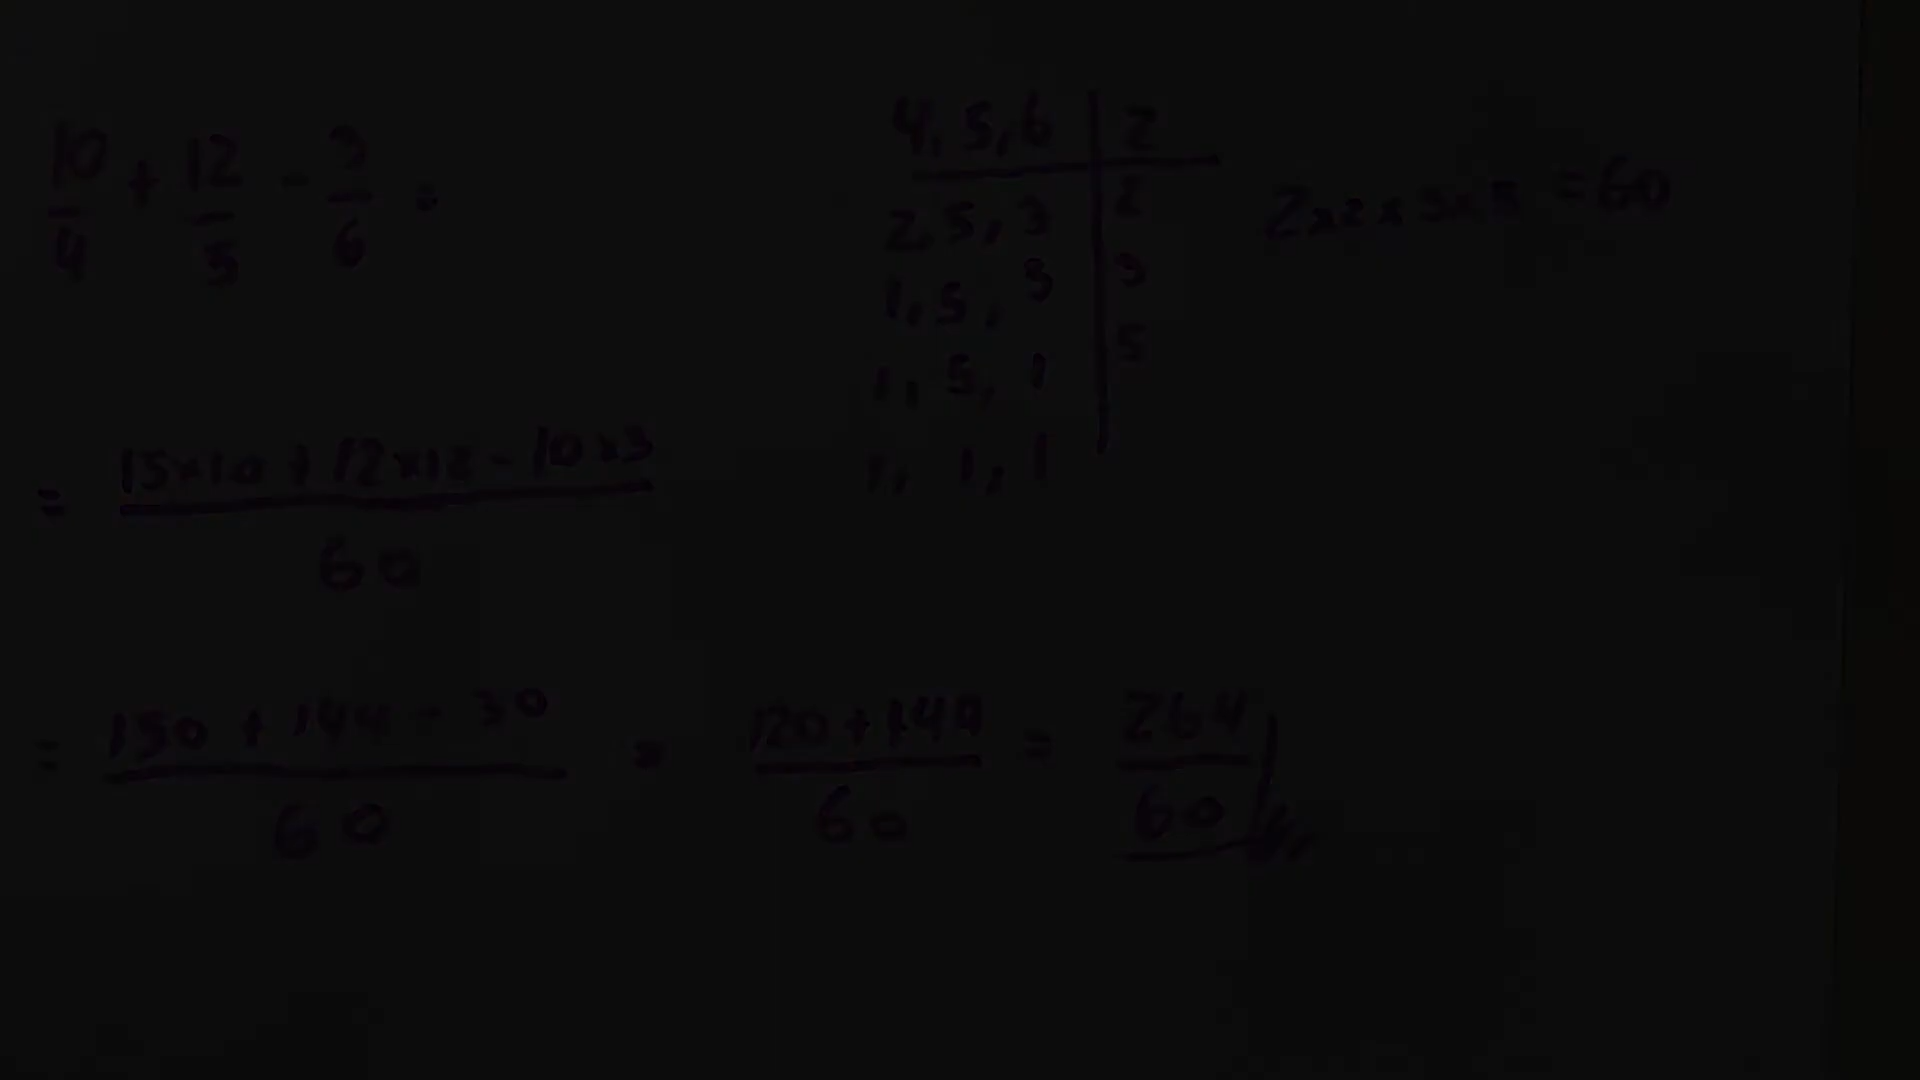 10/4 + 12/5 - 3/6 =
4, 5, 6 | 2
2, 5, 3 | 2
1, 5, 3 | 3
1, 5, 1 | 5
1, 1, 1
2 × 2 × 3 × 5 = 60
= (15×10 + 12×12 - 10×3)/60
= (150 + 144 - 30)/60 = (120 + 144)/60 = 264/60